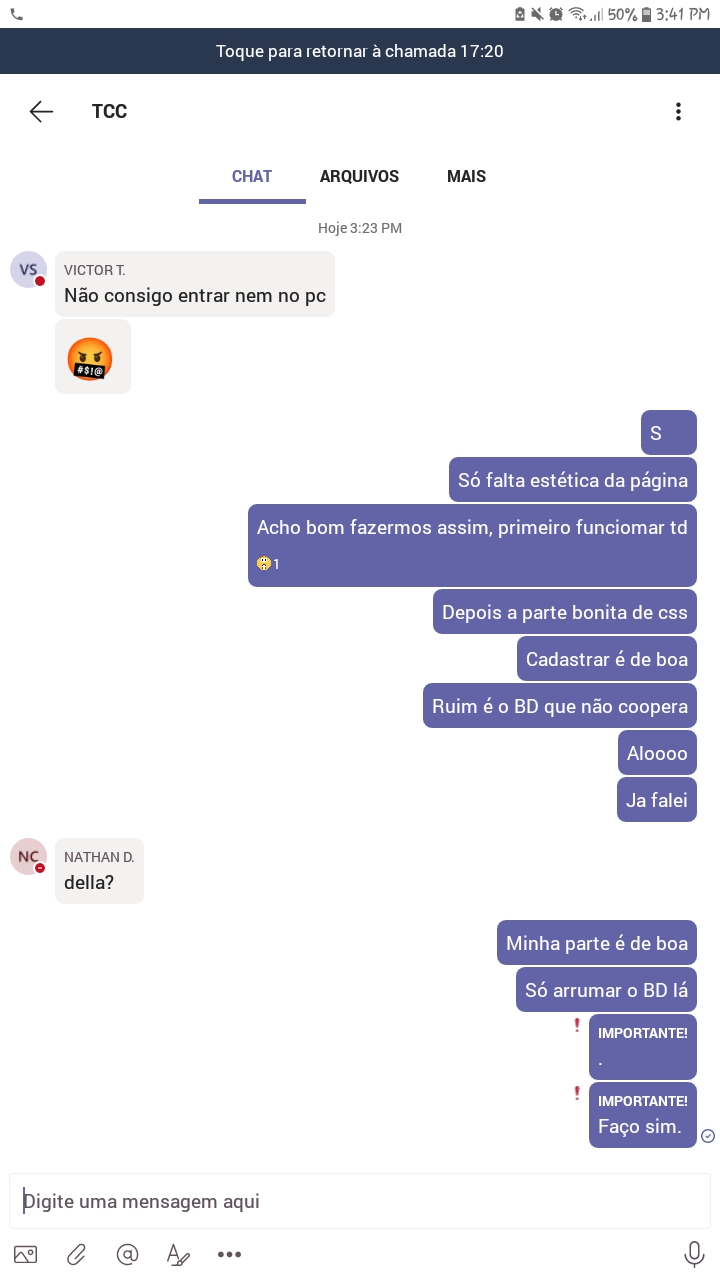 50% 3:41 PM
Toque para retornar à chamada 17:20
TCC
CHAT ARQUIVOS MAIS
Hoje 3:23 PM
VS
VICTOR T.
Não consigo entrar nem no pc
#$!@
S
Só falta estética da página
Acho bom fazermos assim, primeiro funciomar td
1
Depois a parte bonita de css
Cadastrar é de boa
Ruim é o BD que não coopera
Aloooo
Ja falei
NC
NATHAN D.
della?
Minha parte é de boa
Só arrumar o BD lá
IMPORTANTE!
.
IMPORTANTE!
Faço sim.
Digite uma mensagem aqui